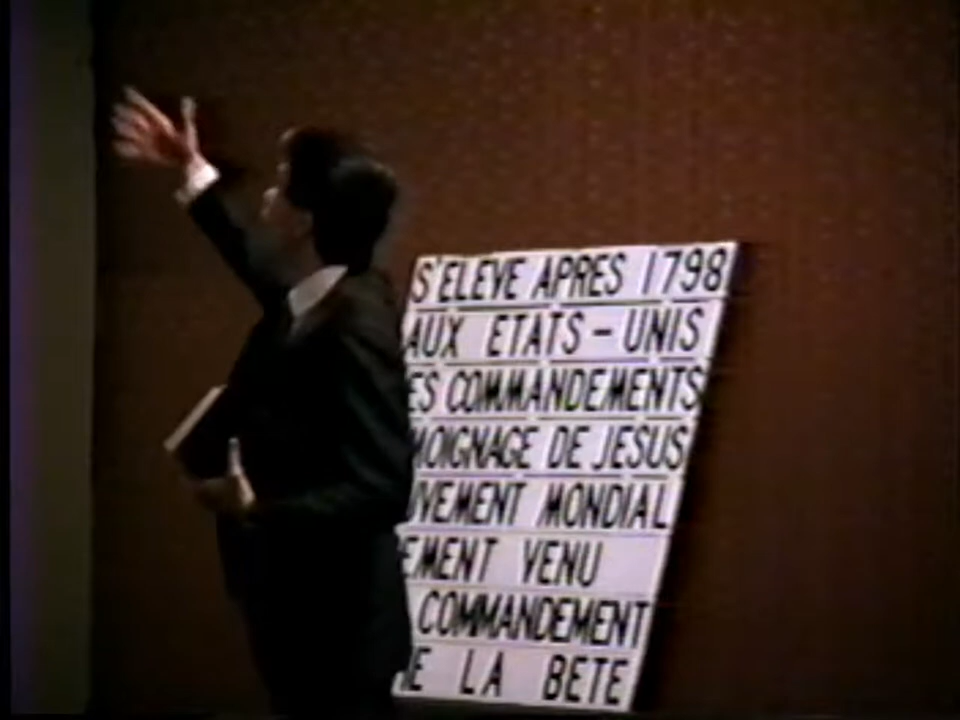 S'ELEVE APRES 1798
AUX ETATS-UNIS
ES COMMANDEMENTS
MOIGNAGE DE JESUS
UVEMENT MONDIAL
EMENT VENU
COMMANDEMENT
E LA BETE